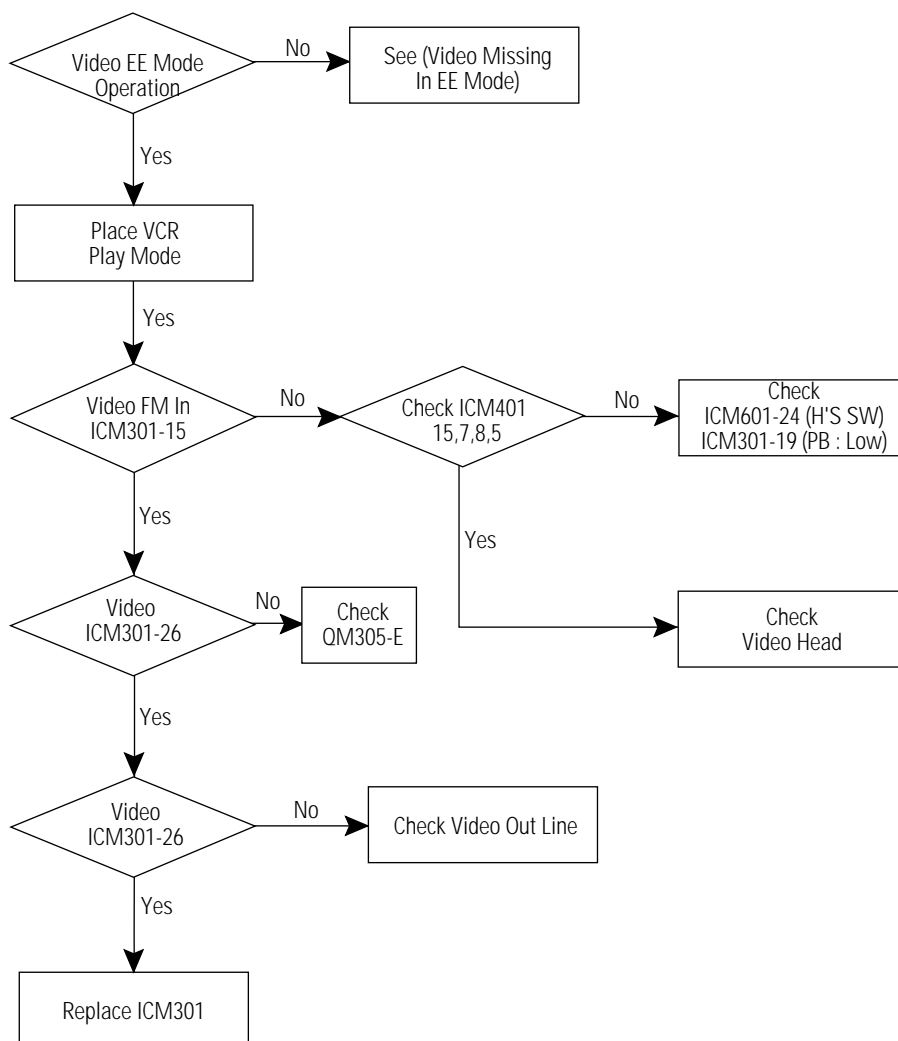 Video EE Mode
Operation
No
See (Video Missing
In EE Mode)
Yes
Place VCR
Play Mode
Yes
Video FM In
ICM301-15
No
Check ICM401
15,7,8,5
No
Check
ICM601-24 (H'S SW)
ICM301-19 (PB : Low)
Yes
Yes
Video
ICM301-26
No
Check
QM305-E
Check
Video Head
Yes
Video
ICM301-26
No
Check Video Out Line
Yes
Replace ICM301